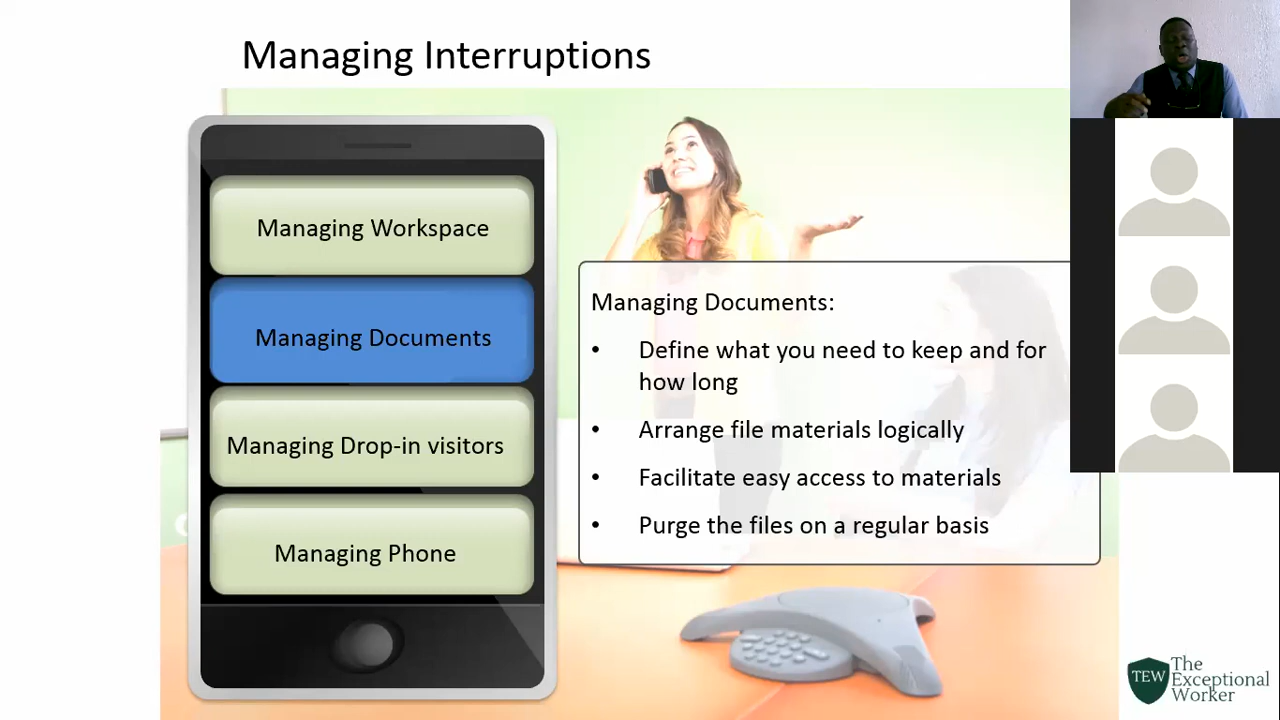 Managing Interruptions
Managing Workspace
Managing Documents
Managing Drop-in visitors
Managing Phone
Managing Documents:
• Define what you need to keep and for
how long
• Arrange file materials logically
• Facilitate easy access to materials
• Purge the files on a regular basis
TEW
The
Exceptional
Worker